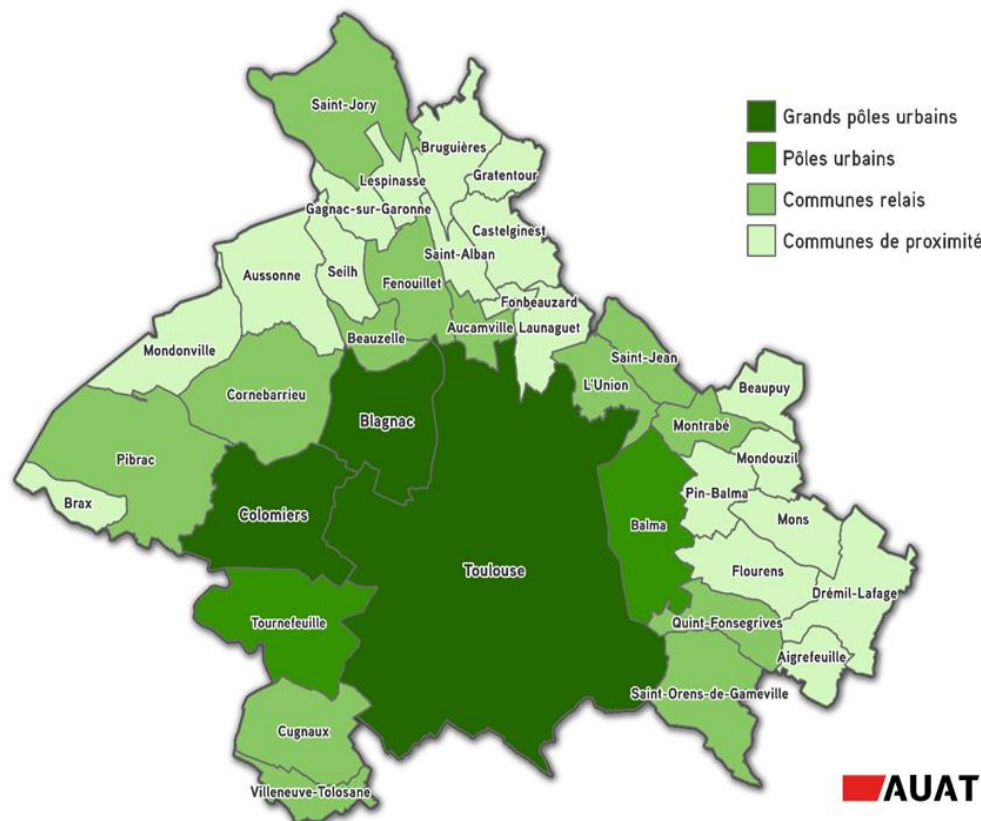 Saint-Jory
Bruguières
Lespinasse
Gratentour
Gagnac-sur-Garonne
Castelginest
Saint-Alban
Aussonne
Seilh
Fenouillet
Fonbeauzard
Beauzelle
Aucamville
Launaguet
Mondonville
Saint-Jean
L'Union
Beaupuy
Cornebarrieu
Blagnac
Montrabé
Pibrac
Mondouzil
Brax
Colomiers
Pin-Balma
Mons
Balma
Toulouse
Flourens
Drémil-Lafage
Tournefeuille
Quint-Fonsegrives
Aigrefeuille
Saint-Orens-de-Gameville
Cugnaux
Villeneuve-Tolosane
Grands pôles urbains
Pôles urbains
Communes relais
Communes de proximité
AUAT